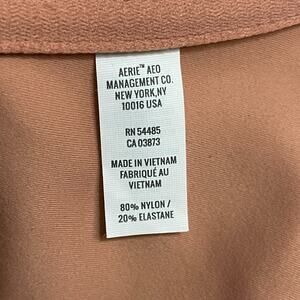 AERIE™ AEO
MANAGEMENT CO.
NEW YORK,NY
10016 USA
RN 54485
CA 03873
MADE IN VIETNAM
FABRIQUÉ AU
VIETNAM
80% NYLON /
20% ELASTANE